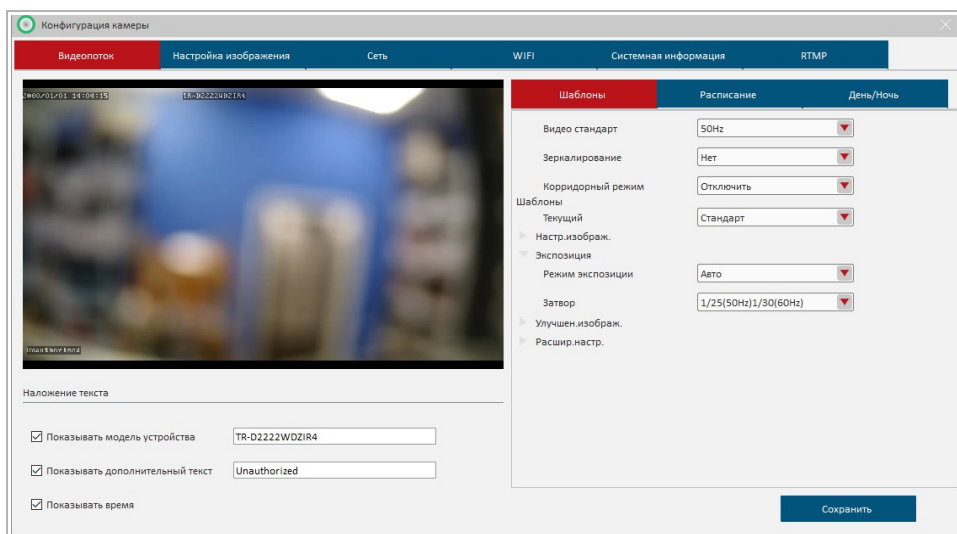 Конфигурация камеры
Видеопоток
Настройка изображения
Сеть
WIFI
Системная информация
RTMP
2000/01/01 14:04:15
TR-D2222WDZIR4
Unauthorized
Шаблоны
Расписание
День/Ночь
Видео стандарт
50Hz
Зеркалирование
Нет
Корридорный режим
Отключить
Шаблоны
Текущий
Стандарт
Настр.изображ.
Экспозиция
Режим экспозиции
Авто
Затвор
1/25(50Hz)1/30(60Hz)
Улучшен.изображ.
Расшир.настр.
Наложение текста
Показывать модель устройства
TR-D2222WDZIR4
Показывать дополнительный текст
Unauthorized
Показывать время
Сохранить